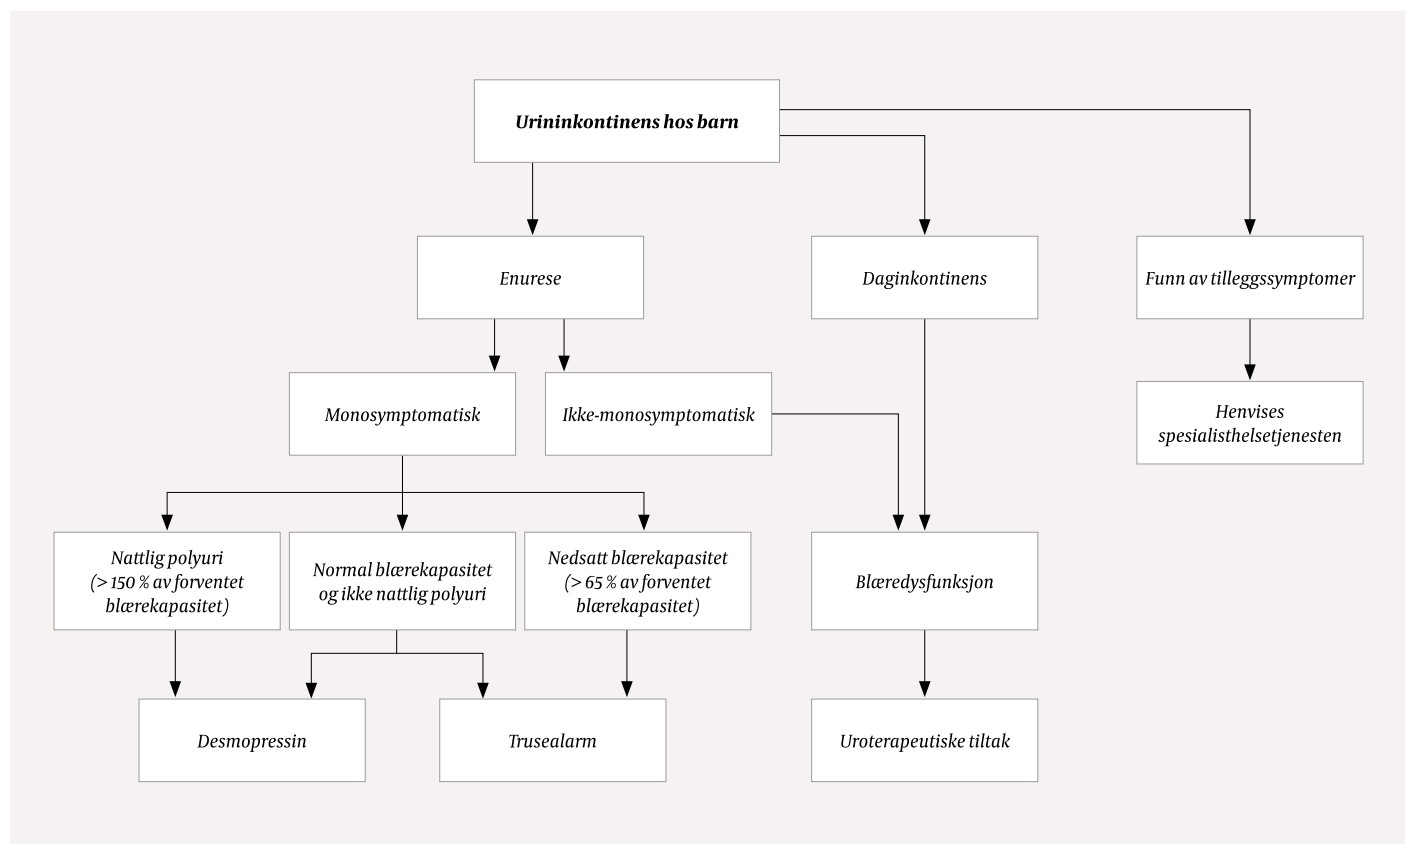 Urininkontinens hos barn
Enurese
Daginkontinens
Funn av tilleggssymptomer
Monosymptomatisk
Ikke-monosymptomatisk
Henvises
spesialisthelsetjenesten
Nattlig polyuri
(> 150 % av forventet
blærekapasitet)
Normal blærekapasitet
og ikke nattlig polyuri
Nedsatt blærekapasitet
(> 65 % av forventet
blærekapasitet)
Blæredysfunksjon
Desmopressin
Trusealarm
Uroterapeutiske tiltak